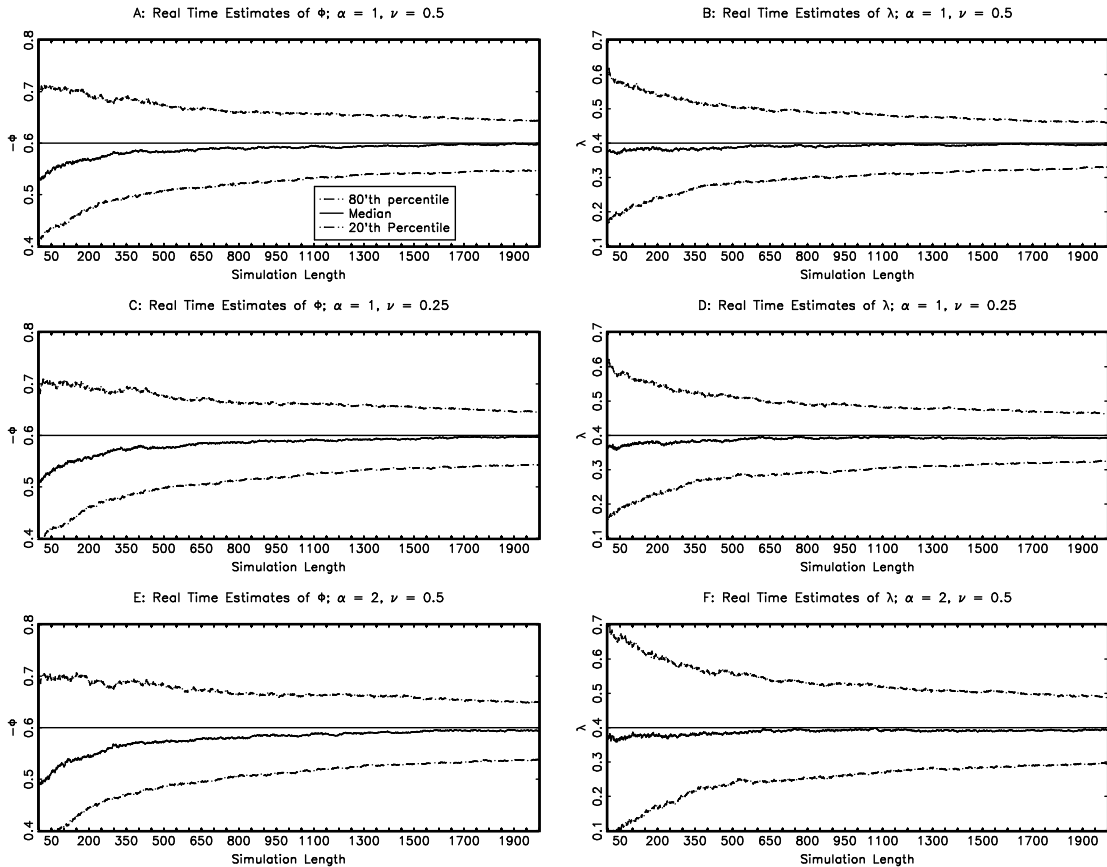 A: Real Time Estimates of Φ; α = 1, ν = 0.5
0.8
0.7
0.6
0.5
0.4
−Φ
80'th percentile
Median
20'th Percentile
50 200 350 500 650 800 950 1100 1300 1500 1700 1900
Simulation Length
B: Real Time Estimates of λ; α = 1, ν = 0.5
0.7
0.6
0.5
0.4
0.3
0.2
0.1
λ
50 200 350 500 650 800 950 1100 1300 1500 1700 1900
Simulation Length
C: Real Time Estimates of Φ; α = 1, ν = 0.25
0.8
0.7
0.6
0.5
0.4
−Φ
50 200 350 500 650 800 950 1100 1300 1500 1700 1900
Simulation Length
D: Real Time Estimates of λ; α = 1, ν = 0.25
0.7
0.6
0.5
0.4
0.3
0.2
0.1
λ
50 200 350 500 650 800 950 1100 1300 1500 1700 1900
Simulation Length
E: Real Time Estimates of Φ; α = 2, ν = 0.5
0.8
0.7
0.6
0.5
0.4
−Φ
50 200 350 500 650 800 950 1100 1300 1500 1700 1900
Simulation Length
F: Real Time Estimates of λ; α = 2, ν = 0.5
0.7
0.6
0.5
0.4
0.3
0.2
0.1
λ
50 200 350 500 650 800 950 1100 1300 1500 1700 1900
Simulation Length